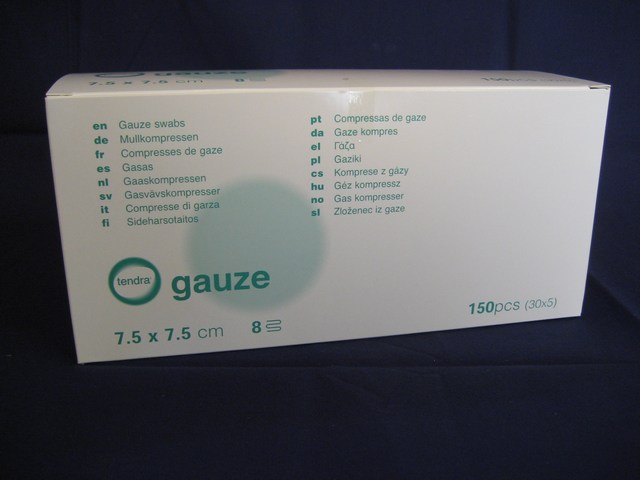 gauze
7.5 x 7.5 cm 8
150pcs
en Gauze swabs
de Mullkompressen
fr Compresses de gaze
es Gasas
nl Gaaskompressen
sv Gasvävskompresser
it Compresse di garza
fi Sideharsotaitos
pt Compressas de gaze
da Gaze kompres
el Γάζα
pl Gaziki
cs Komprese z gázy
hu Géz kompressz
no Gas kompresser
sl Zloženec iz gaze
tendra
gauze
7.5 x 7.5 cm 8
150pcs (30x5)